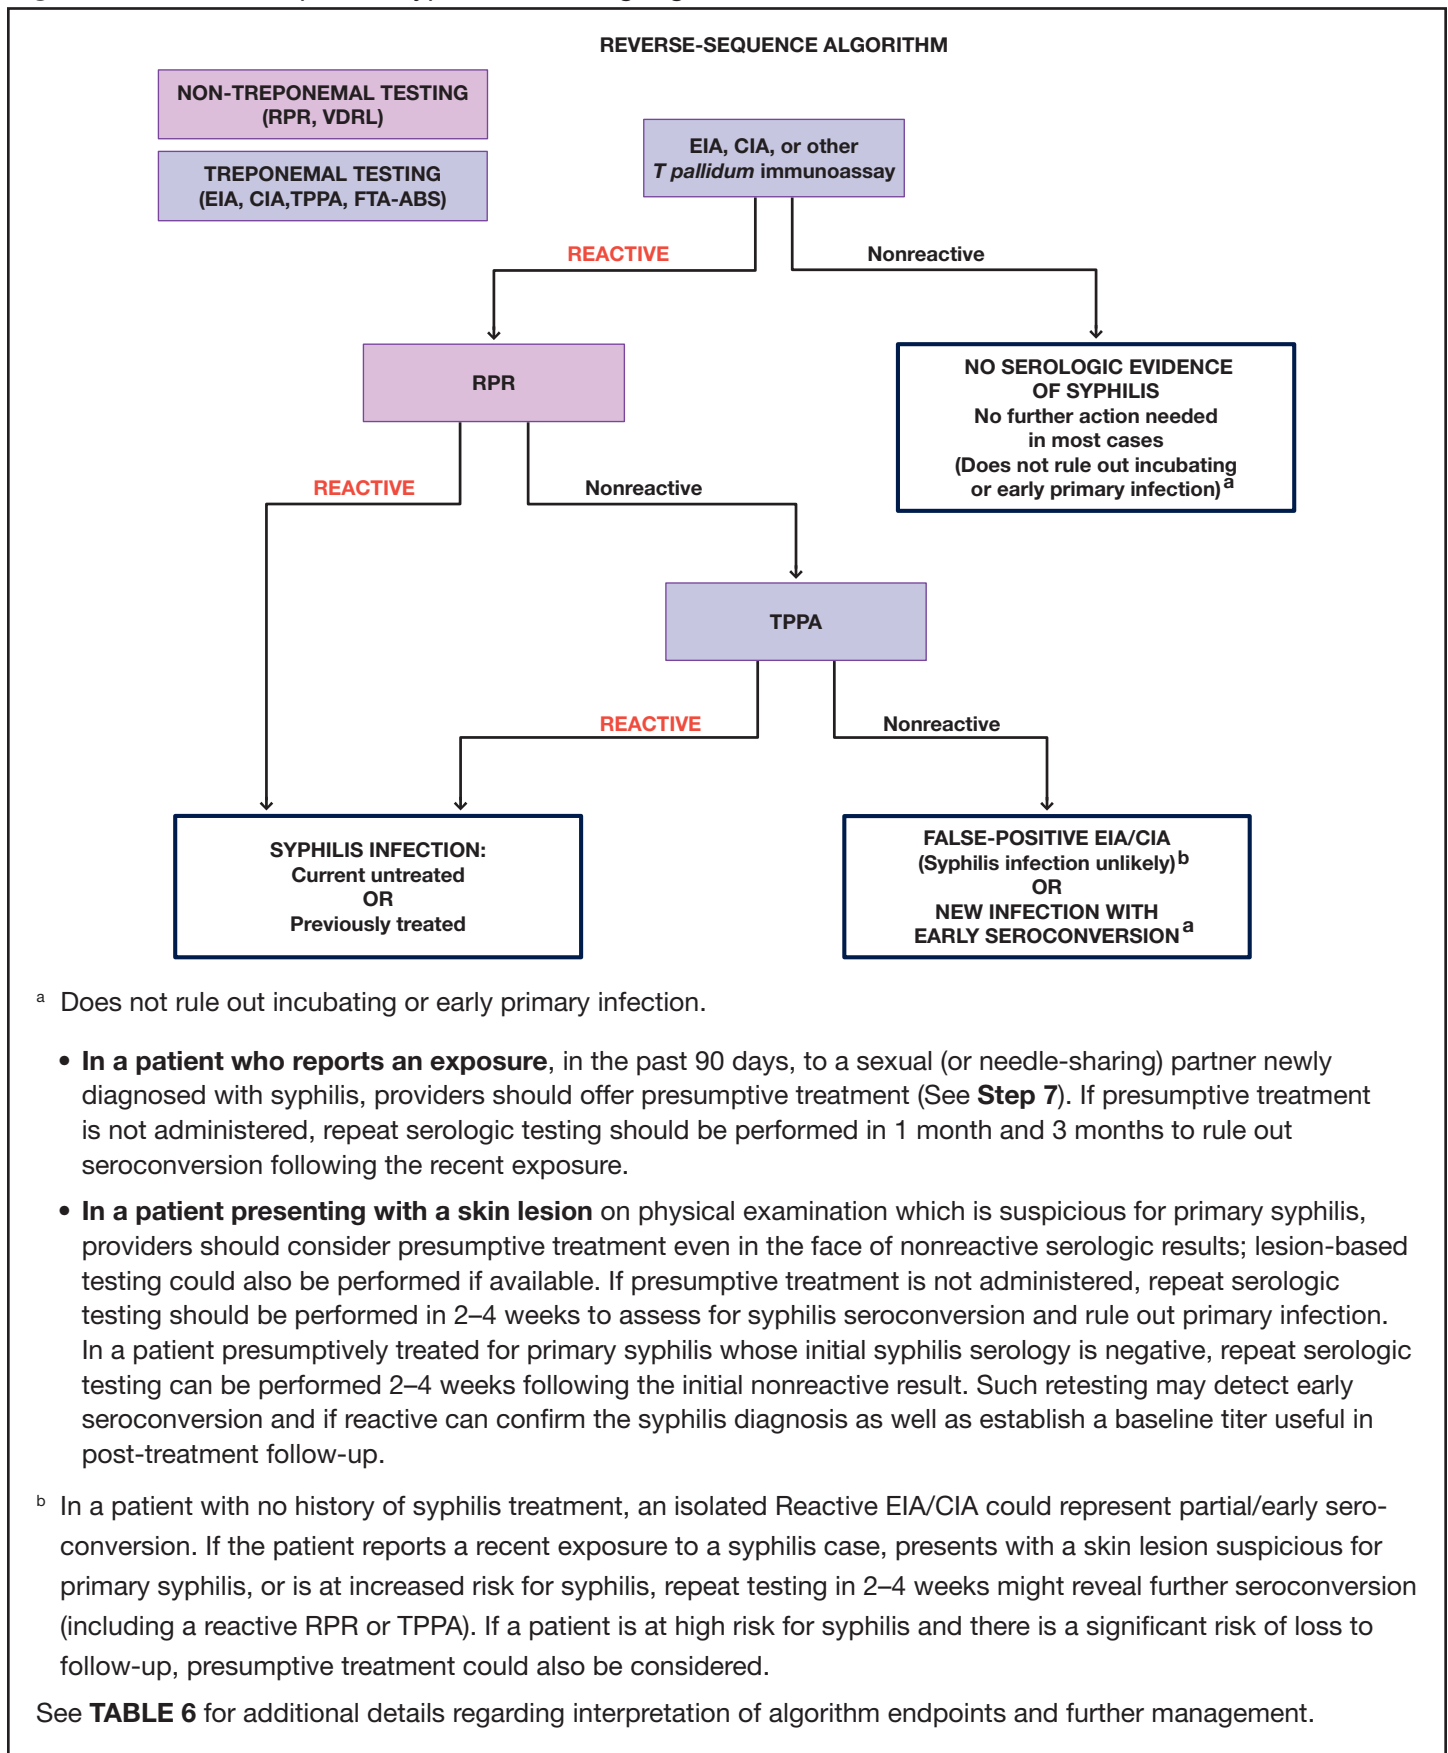 REVERSE-SEQUENCE ALGORITHM
NON-TREPONEMAL TESTING
(RPR, VDRL)
TREPONEMAL TESTING
(EIA, CIA,TPPA, FTA-ABS)
EIA, CIA, or other
T pallidum immunoassay
REACTIVE
Nonreactive
RPR
NO SEROLOGIC EVIDENCE
OF SYPHILIS
No further action needed
in most cases
(Does not rule out incubating
or early primary infection)a
REACTIVE
Nonreactive
TPPA
REACTIVE
Nonreactive
SYPHILIS INFECTION:
Current untreated
OR
Previously treated
FALSE-POSITIVE EIA/CIA
(Syphilis infection unlikely)b
OR
NEW INFECTION WITH
EARLY SEROCONVERSIONa
a Does not rule out incubating or early primary infection.
• In a patient who reports an exposure, in the past 90 days, to a sexual (or needle-sharing) partner newly
diagnosed with syphilis, providers should offer presumptive treatment (See Step 7). If presumptive treatment
is not administered, repeat serologic testing should be performed in 1 month and 3 months to rule out
seroconversion following the recent exposure.
• In a patient presenting with a skin lesion on physical examination which is suspicious for primary syphilis,
providers should consider presumptive treatment even in the face of nonreactive serologic results; lesion-based
testing could also be performed if available. If presumptive treatment is not administered, repeat serologic
testing should be performed in 2–4 weeks to assess for syphilis seroconversion and rule out primary infection.
In a patient presumptively treated for primary syphilis whose initial syphilis serology is negative, repeat serologic
testing can be performed 2–4 weeks following the initial nonreactive result. Such retesting may detect early
seroconversion and if reactive can confirm the syphilis diagnosis as well as establish a baseline titer useful in
post-treatment follow-up.
b In a patient with no history of syphilis treatment, an isolated Reactive EIA/CIA could represent partial/early sero-
conversion. If the patient reports a recent exposure to a syphilis case, presents with a skin lesion suspicious for
primary syphilis, or is at increased risk for syphilis, repeat testing in 2–4 weeks might reveal further seroconversion
(including a reactive RPR or TPPA). If a patient is at high risk for syphilis and there is a significant risk of loss to
follow-up, presumptive treatment could also be considered.
See TABLE 6 for additional details regarding interpretation of algorithm endpoints and further management.